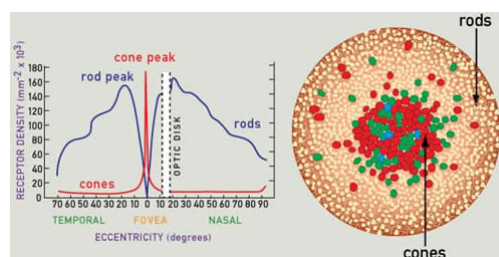 cone peak
rod peak
RECEPTOR DENSITY (mm⁻² x 10³)
180
160
140
120
100
80
60
40
20
0
cones
rods
OPTIC DISK
70 60 50 40 30 20 10 0 10 20 30 40 50 60 70 80 90
TEMPORAL FOVEA NASAL
ECCENTRICITY (degrees)
rods
cones